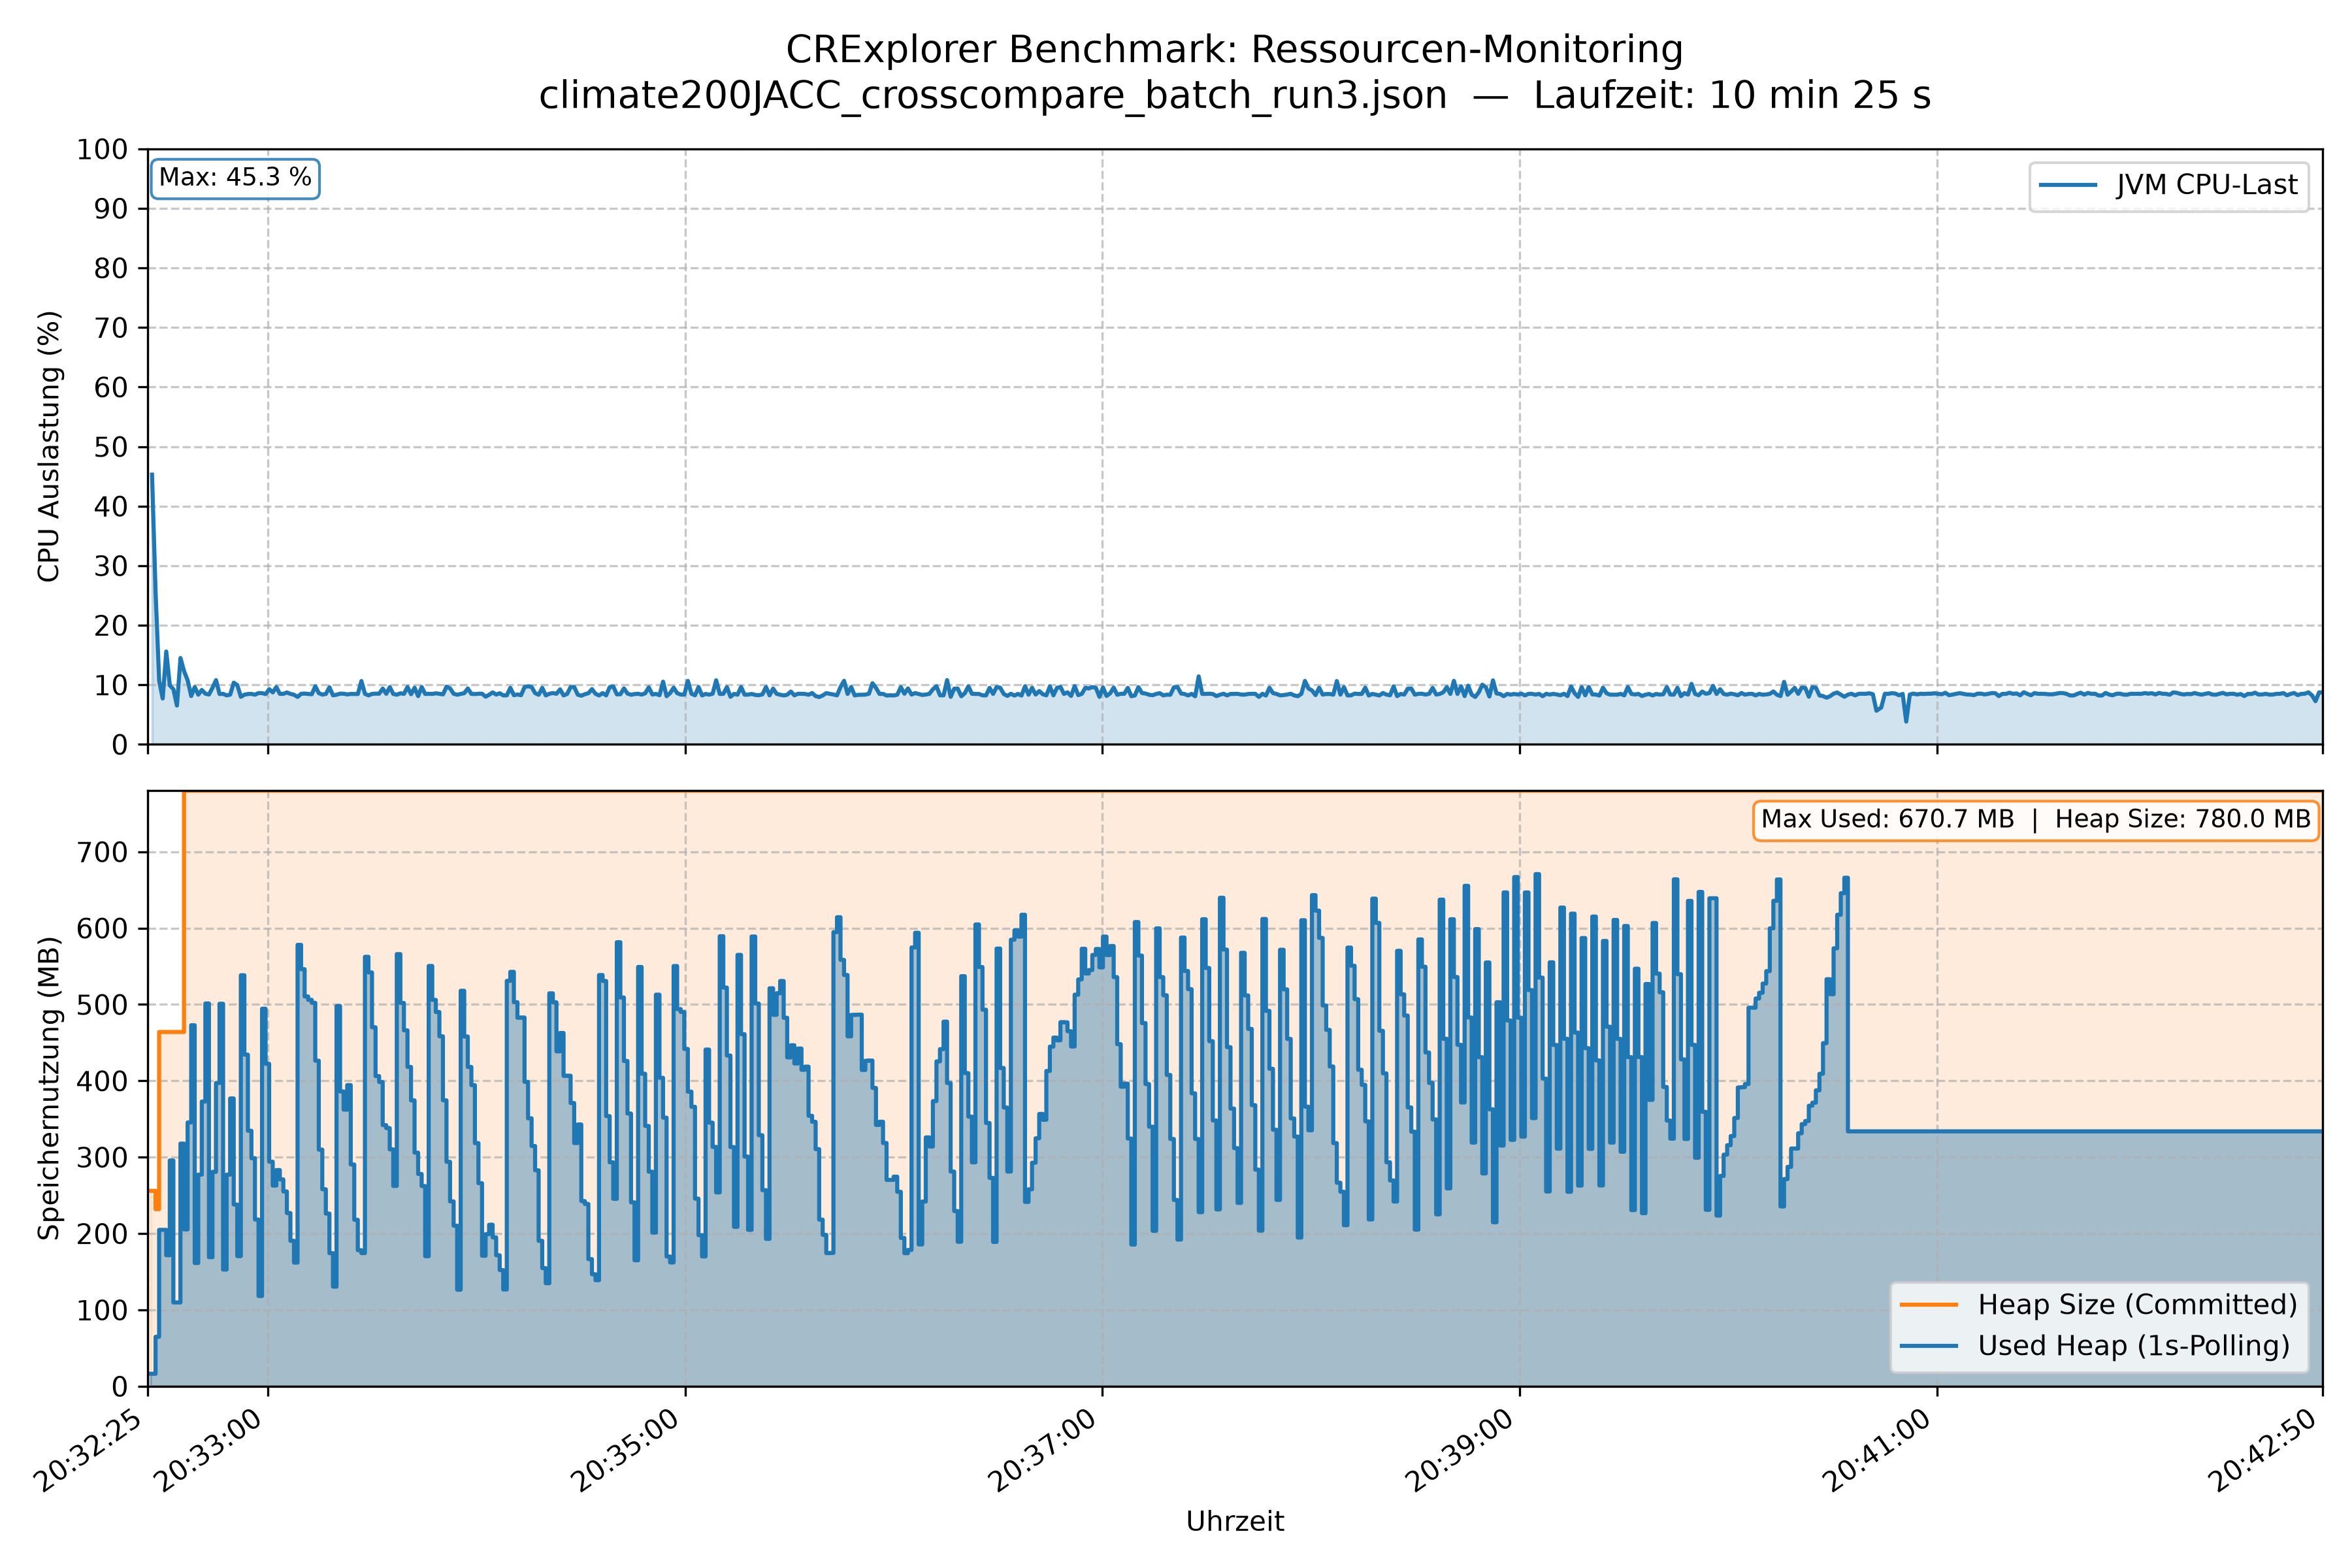 CRExplorer Benchmark: Ressourcen-Monitoring
climate200JACC_crosscompare_batch_run3.json — Laufzeit: 10 min 25 s
CPU Auslastung (%)
100
90
80
70
60
50
40
30
20
10
0
Max: 45.3 %
JVM CPU-Last
Speichernutzung (MB)
700
600
500
400
300
200
100
0
Max Used: 670.7 MB | Heap Size: 780.0 MB
Heap Size (Committed)
Used Heap (1s-Polling)
20:32:25
20:33:00
20:35:00
20:37:00
20:39:00
20:41:00
20:42:50
Uhrzeit